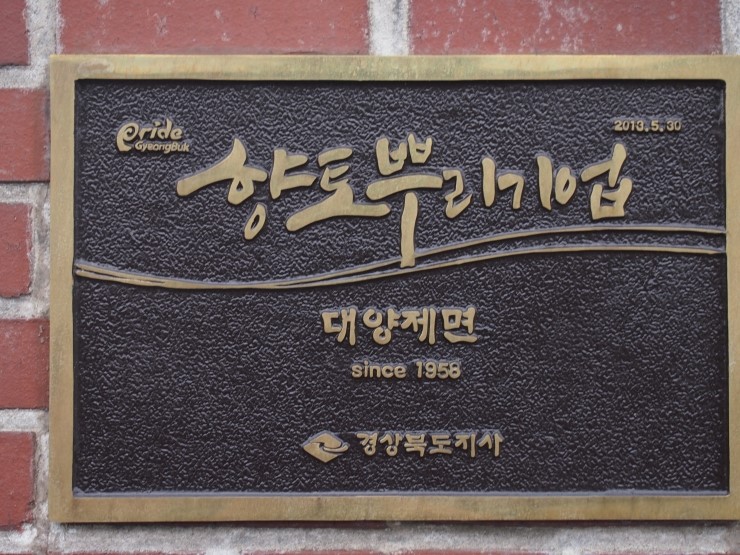 pride
GyeongBuk
2013.5.30
향토뿌리기업
대양제면
since 1958
경상북도지사